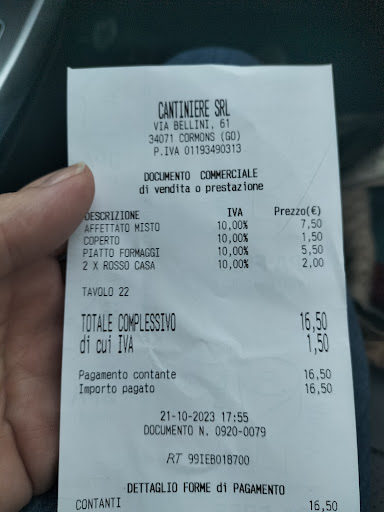 CANTINIERE SRL
VIA BELLINI, 61
34071 CORMONS (GO)
P.IVA 01193490313
DOCUMENTO COMMERCIALE
di vendita o prestazione
DESCRIZIONE IVA Prezzo(€)
AFFETTATO MISTO 10,00% 7,50
COPERTO 10,00% 1,50
PIATTO FORMAGGI 10,00% 5,50
2 X ROSSO CASA 10,00% 2,00
TAVOLO 22
TOTALE COMPLESSIVO 16,50
di cui IVA 1,50
Pagamento contante 16,50
Importo pagato 16,50
21-10-2023 17:55
DOCUMENTO N. 0920-0079
RT 99IEB018700
DETTAGLIO FORME di PAGAMENTO
CONTANTI 16,50